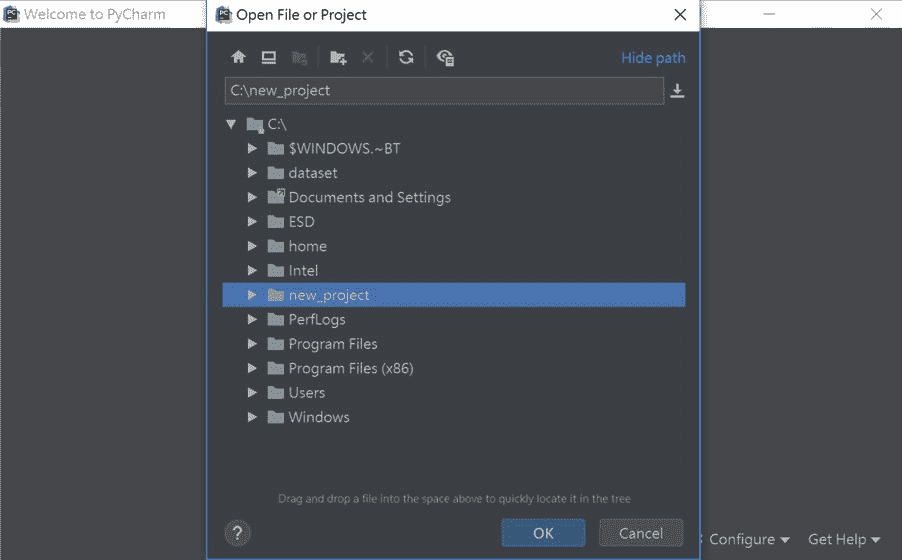 Welcome to PyCharm
Open File or Project
Hide path
C:\new_project
C:\
$WINDOWS.~BT
dataset
Documents and Settings
ESD
home
Intel
new_project
PerfLogs
Program Files
Program Files (x86)
Users
Windows
Drag and drop a file into the space above to quickly locate it in the tree
?
OK
Cancel
Configure
Get Help